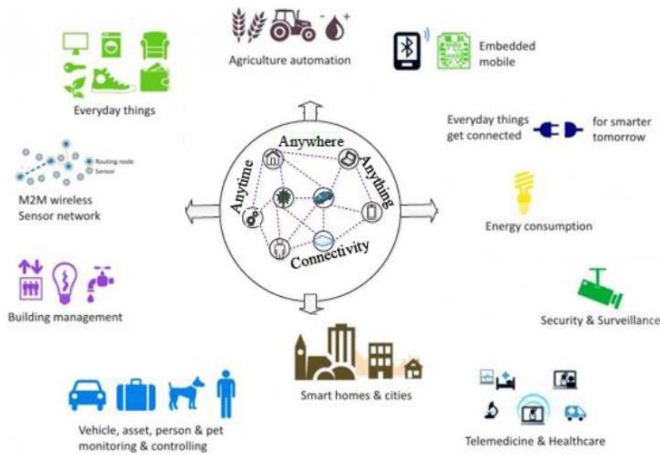 Agriculture automation
Embedded
mobile
Everyday things
Everyday things
get connected
for smarter
tomorrow
Anywhere
Anytime
Anything
Connectivity
Routing node
Sensor
M2M wireless
Sensor network
Energy consumption
Building management
Security & Surveillance
Smart homes & cities
Vehicle, asset, person & pet
monitoring & controlling
Telemedicine & Healthcare